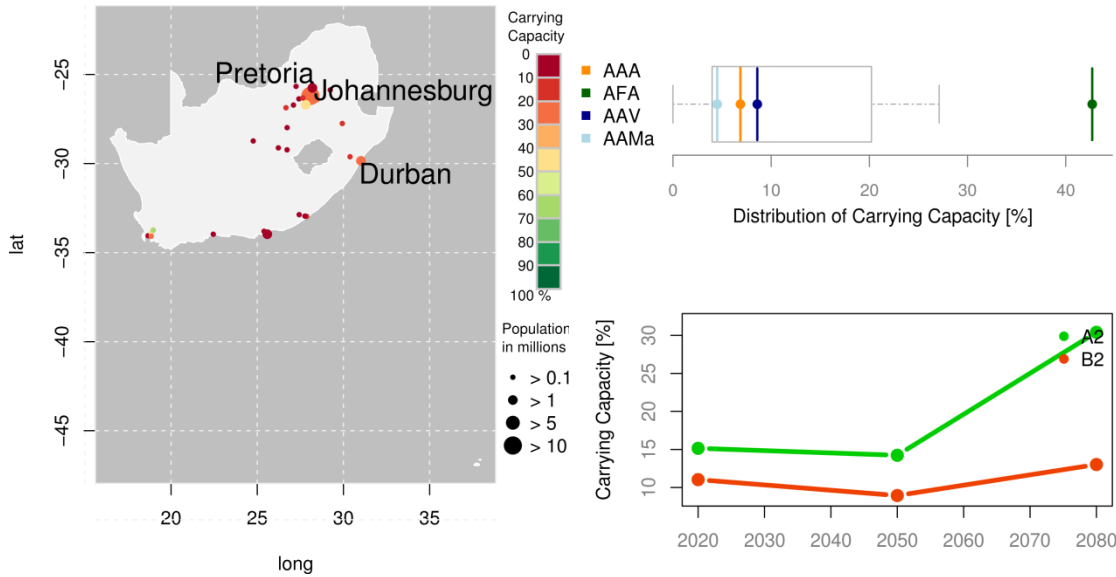 Carrying
Capacity
0
10
20
30
40
50
60
70
80
90
100 %
Pretoria
Johannesburg
Durban
-25
-30
-35
-40
-45
lat
20
25
30
35
long
Population
in millions
> 0.1
> 1
> 5
> 10
AAA
AFA
AAV
AAMa
0
10
20
30
40
Distribution of Carrying Capacity [%]
Carrying Capacity [%]
30
25
20
15
10
A2
B2
2020
2030
2040
2050
2060
2070
2080